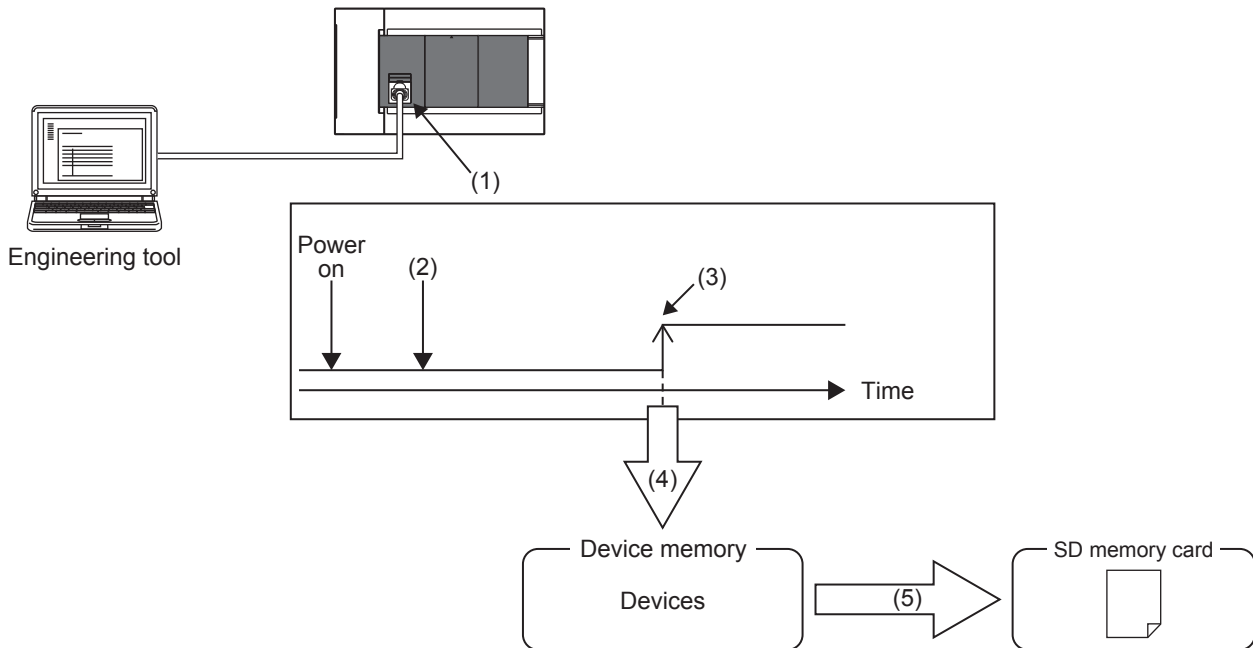 (1)
Engineering tool
Power
on
(2)
(3)
Time
(4)
Device memory
Devices
(5)
SD memory card